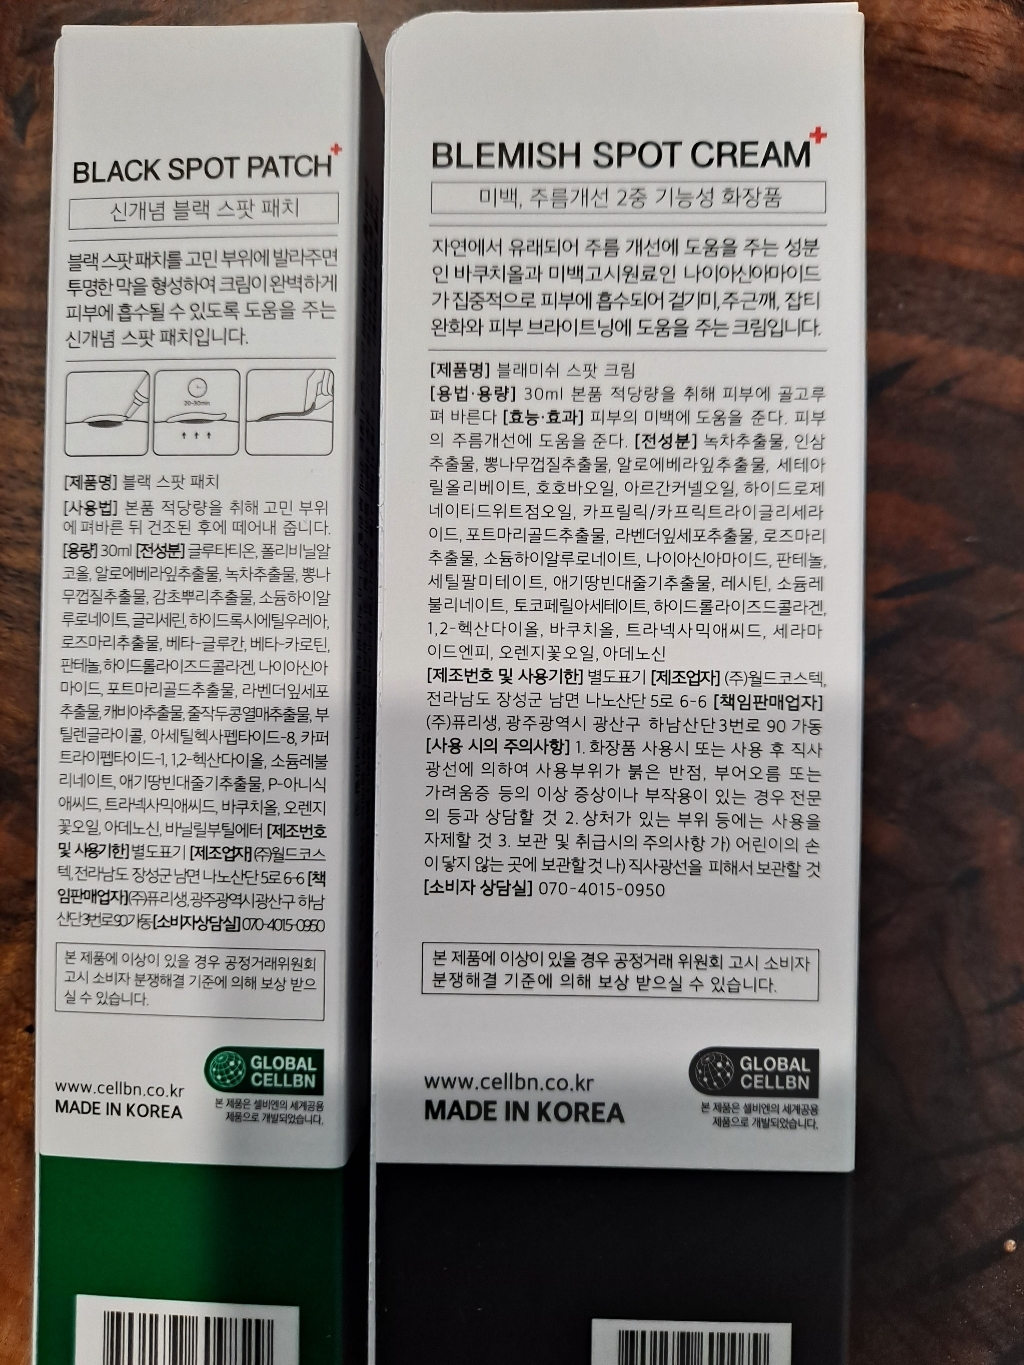 BLACK SPOT PATCH+
신개념 블랙 스팟 패치
블랙 스팟 패치를 고민 부위에 발라주면
투명한 막을 형성하여 크림이 완벽하게
피부에 흡수될 수 있도록 도움을 주는
신개념 스팟 패치입니다.
20-30min
[제품명] 블랙 스팟 패치
[사용법] 본품 적당량을 취해 고민 부위
에 펴바른 뒤 건조된 후에 떼어내 줍니다.
[용량] 30ml [전성분] 글루타티온, 폴리비닐알
코올, 알로에베라잎추출물, 녹차추출물, 뽕나
무껍질추출물, 감초뿌리추출물, 소듐하이알
루로네이트, 글리세린, 하이드록시에틸우레아,
로즈마리추출물, 베타-글루칸, 베타-카로틴,
판테놀, 하이드롤라이즈드콜라겐, 나이아신아
마이드, 포트마리골드추출물, 라벤더잎세포
추출물, 캐비아추출물, 줄작두콩열매추출물, 부
틸렌글라이콜, 아세틸헥사펩타이드-8, 카퍼
트라이펩타이드-1, 1,2-헥산다이올, 소듐레불
리네이트, 애기땅빈대줄기추출물, P-아니식
애씨드, 트라넥사믹애씨드, 바쿠치올, 오렌지
꽃오일, 아데노신, 바닐릴부틸에터 [제조번호
및 사용기한] 별도표기 [제조업자] (주)월드코스
텍, 전라남도 장성군 남면 나노산단 5로 6-6 [책
임판매업자] (주)퓨리생, 광주광역시 광산구 하남
산단 3번로 90 가동 [소비자상담실] 070-4015-0950
본 제품에 이상이 있을 경우 공정거래위원회
고시 소비자 분쟁해결 기준에 의해 보상 받으
실 수 있습니다.
www.cellbn.co.kr
MADE IN KOREA
GLOBAL
CELLBN
본 제품은 셀비엔의 세계공용
제품으로 개발되었습니다.
BLEMISH SPOT CREAM+
미백, 주름개선 2중 기능성 화장품
자연에서 유래되어 주름 개선에 도움을 주는 성분
인 바쿠치올과 미백고시원료인 나이아신아마이드
가 집중적으로 피부에 흡수되어 겉기미, 주근깨, 잡티
완화와 피부 브라이트닝에 도움을 주는 크림입니다.
[제품명] 블래미쉬 스팟 크림
[용법·용량] 30ml 본품 적당량을 취해 피부에 골고루
펴 바른다 [효능·효과] 피부의 미백에 도움을 준다. 피부
의 주름개선에 도움을 준다. [전성분] 녹차추출물, 인삼
추출물, 뽕나무껍질추출물, 알로에베라잎추출물, 세테아
릴올리베이트, 호호바오일, 아르간커넬오일, 하이드로제
네이티드위트점오일, 카프릴릭/카프릭트라이글리세라
이드, 포트마리골드추출물, 라벤더잎세포추출물, 로즈마리
추출물, 소듐하이알루로네이트, 나이아신아마이드, 판테놀,
세틸팔미테이트, 애기땅빈대줄기추출물, 레시틴, 소듐레
불리네이트, 토코페릴아세테이트, 하이드롤라이즈드콜라겐,
1,2-헥산다이올, 바쿠치올, 트라넥사믹애씨드, 세라마
이드엔피, 오렌지꽃오일, 아데노신
[제조번호 및 사용기한] 별도표기 [제조업자] (주)월드코스텍,
전라남도 장성군 남면 나노산단 5로 6-6 [책임판매업자]
(주)퓨리생, 광주광역시 광산구 하남산단 3번로 90 가동
[사용 시의 주의사항] 1. 화장품 사용시 또는 사용 후 직사
광선에 의하여 사용부위가 붉은 반점, 부어오름 또는
가려움증 등의 이상 증상이나 부작용이 있는 경우 전문
의 등과 상담할 것 2. 상처가 있는 부위 등에는 사용을
자제할 것 3. 보관 및 취급시의 주의사항 가) 어린이의 손
이 닿지 않는 곳에 보관할 것 나) 직사광선을 피해서 보관할 것
[소비자 상담실] 070-4015-0950
본 제품에 이상이 있을 경우 공정거래 위원회 고시 소비자
분쟁해결 기준에 의해 보상 받으실 수 있습니다.
www.cellbn.co.kr
MADE IN KOREA
GLOBAL
CELLBN
본 제품은 셀비엔의 세계공용
제품으로 개발되었습니다.